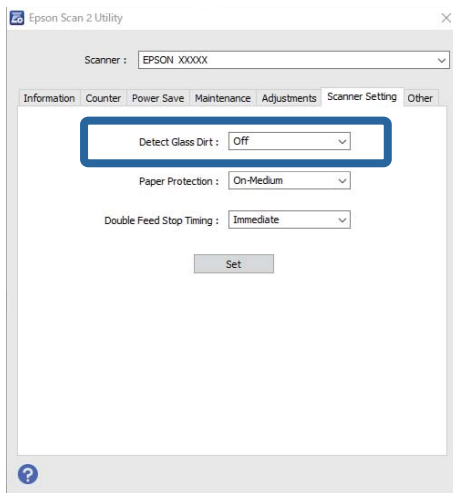 Epson Scan 2 Utility
Scanner : EPSON XXXXX
Information Counter Power Save Maintenance Adjustments Scanner Setting Other
Detect Glass Dirt : Off
Paper Protection : On-Medium
Double Feed Stop Timing : Immediate
Set
?